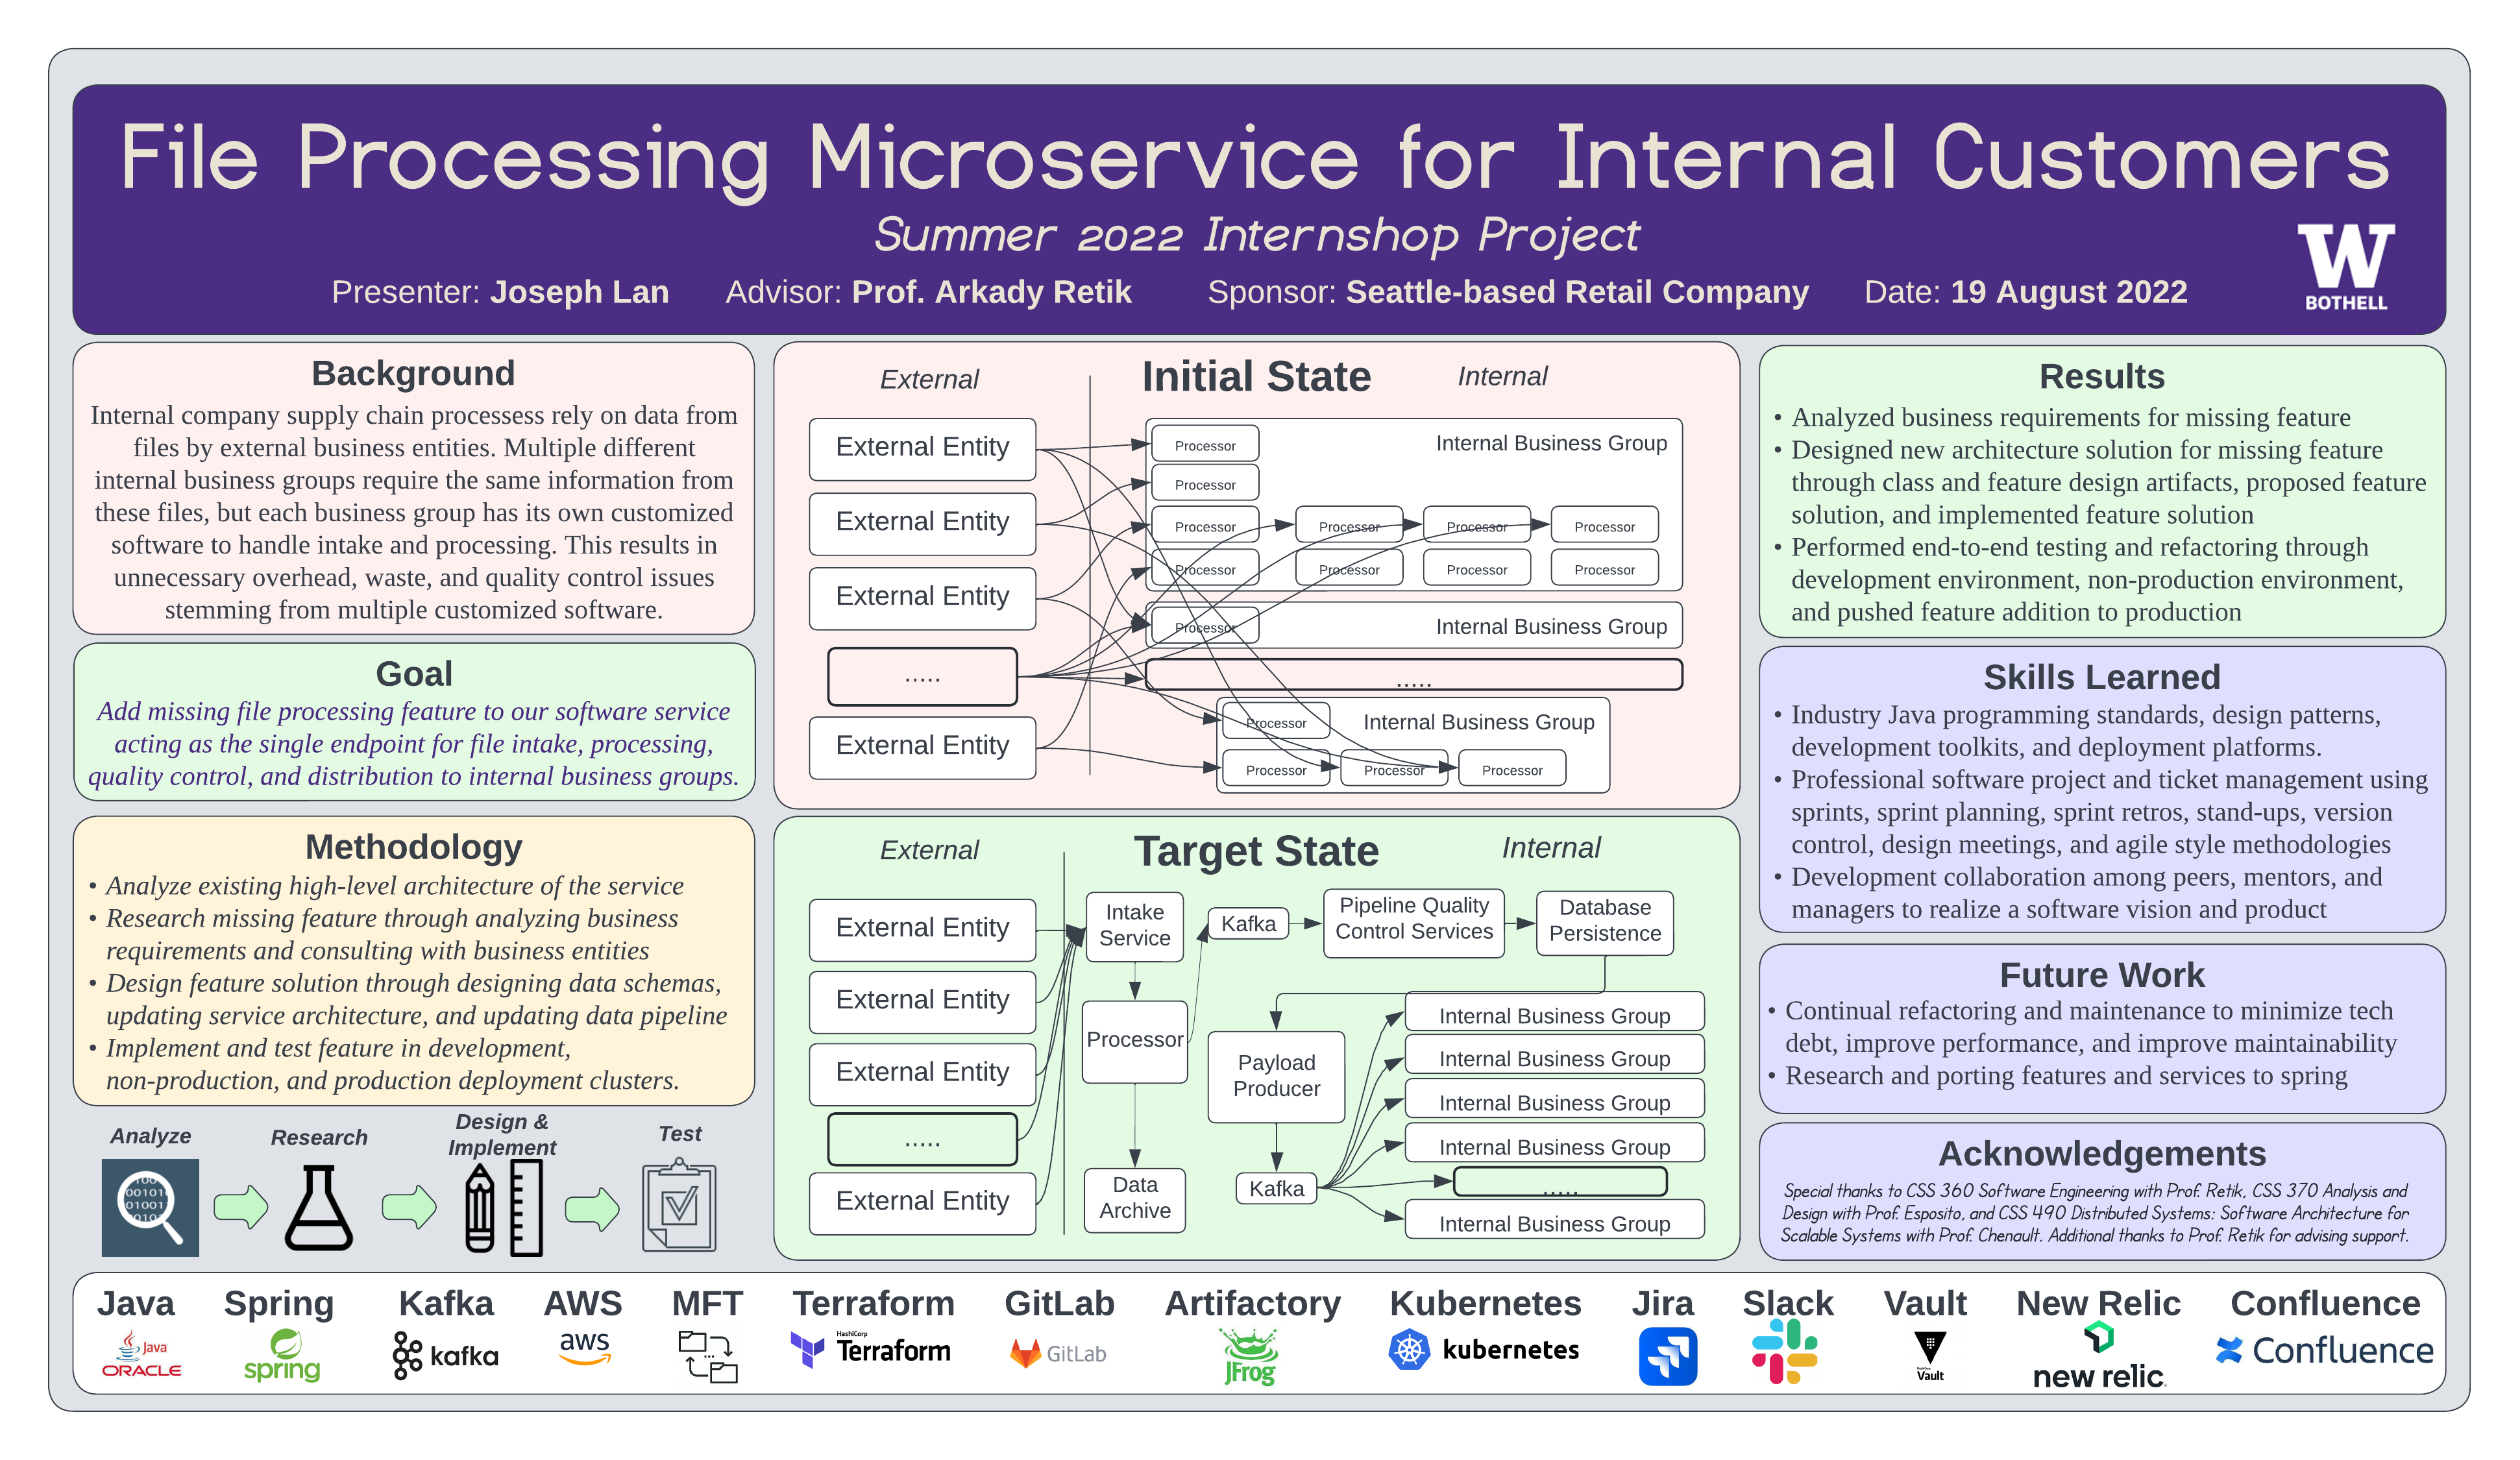 File Processing Microservice for Internal Customers
Summer 2022 Internshop Project
Presenter: Joseph Lan Advisor: Prof. Arkady Retik Sponsor: Seattle-based Retail Company Date: 19 August 2022
W
BOTHELL
Background
Internal company supply chain processess rely on data from
files by external business entities. Multiple different
internal business groups require the same information from
these files, but each business group has its own customized
software to handle intake and processing. This results in
unnecessary overhead, waste, and quality control issues
stemming from multiple customized software.
Goal
Add missing file processing feature to our software service
acting as the single endpoint for file intake, processing,
quality control, and distribution to internal business groups.
Methodology
• Analyze existing high-level architecture of the service
• Research missing feature through analyzing business
requirements and consulting with business entities
• Design feature solution through designing data schemas,
updating service architecture, and updating data pipeline
• Implement and test feature in development,
non-production, and production deployment clusters.
Analyze
Research
Design &
Implement
Test
External
Initial State
Internal
External Entity
External Entity
External Entity
.....
External Entity
Internal Business Group
Processor
Processor
Processor Processor Processor Processor
Processor Processor Processor Processor
Processor
Internal Business Group
.....
Processor
Internal Business Group
Processor Processor Processor
External
Target State
Internal
External Entity
External Entity
External Entity
.....
External Entity
Intake
Service
Processor
Data
Archive
Kafka
Pipeline Quality
Control Services
Database
Persistence
Payload
Producer
Kafka
Internal Business Group
Internal Business Group
Internal Business Group
Internal Business Group
.....
Internal Business Group
Results
• Analyzed business requirements for missing feature
• Designed new architecture solution for missing feature
through class and feature design artifacts, proposed feature
solution, and implemented feature solution
• Performed end-to-end testing and refactoring through
development environment, non-production environment,
and pushed feature addition to production
Skills Learned
• Industry Java programming standards, design patterns,
development toolkits, and deployment platforms.
• Professional software project and ticket management using
sprints, sprint planning, sprint retros, stand-ups, version
control, design meetings, and agile style methodologies
• Development collaboration among peers, mentors, and
managers to realize a software vision and product
Future Work
• Continual refactoring and maintenance to minimize tech
debt, improve performance, and improve maintainability
• Research and porting features and services to spring
Acknowledgements
Special thanks to CSS 360 Software Engineering with Prof. Retik, CSS 370 Analysis and
Design with Prof. Esposito, and CSS 490 Distributed Systems: Software Architecture for
Scalable Systems with Prof. Chenault. Additional thanks to Prof. Retik for advising support.
Java Spring Kafka AWS MFT Terraform GitLab Artifactory Kubernetes Jira Slack Vault New Relic Confluence
Java
ORACLE
spring
kafka
aws
...
HashiCorp
Terraform
GitLab
JFrog
kubernetes
HashiCorp
Vault
new relic
Confluence